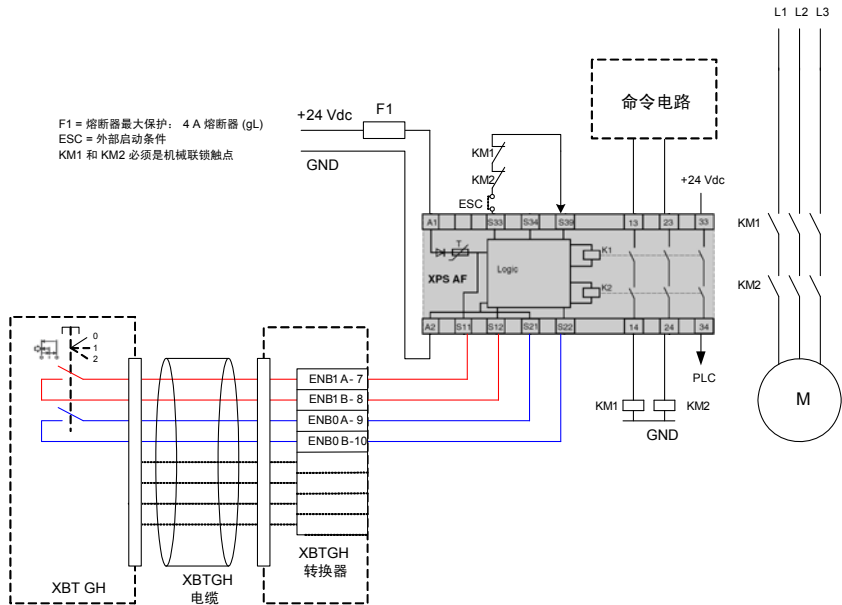 L1 L2 L3
命令电路
+24 Vdc
F1
F1 = 熔断器最大保护： 4 A 熔断器 (gL)
ESC = 外部启动条件
KM1 和 KM2 必须是机械联锁触点
GND
KM1
KM2
ESC
+24 Vdc
A1 S33 S34 S39 13 23 33
KM1
KM2
T
Logic
K1
K2
XPS AF
A2 S11 S12 S21 S22 14 24 34
0
1
2
PLC
ENB1 A- 7
ENB1 B- 8
ENB0 A- 9
ENB0 B-10
KM1
KM2
GND
M
XBT GH
XBTGH
电缆
XBTGH
转换器